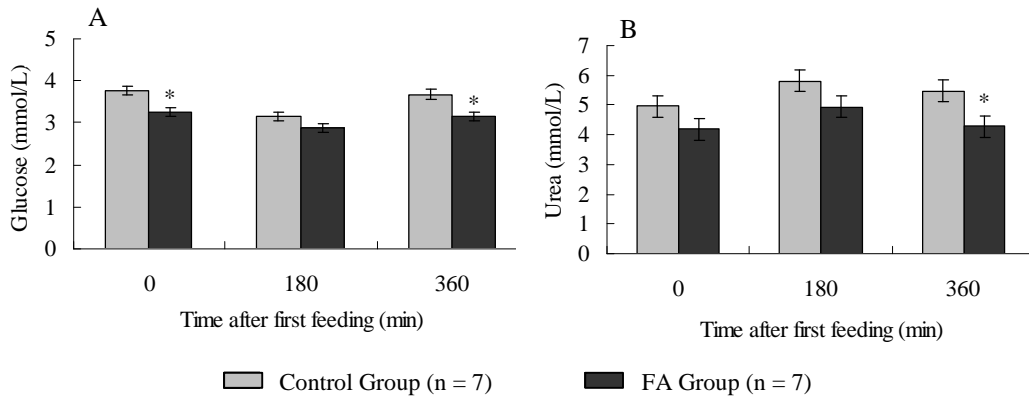 A
Glucose (mmol/L)
5
4
3
2
1
0
*
*
0 180 360
Time after first feeding (min)
B
Urea (mmol/L)
7
6
5
4
3
2
1
0
*
0 180 360
Time after first feeding (min)
Control Group (n = 7) FA Group (n = 7)